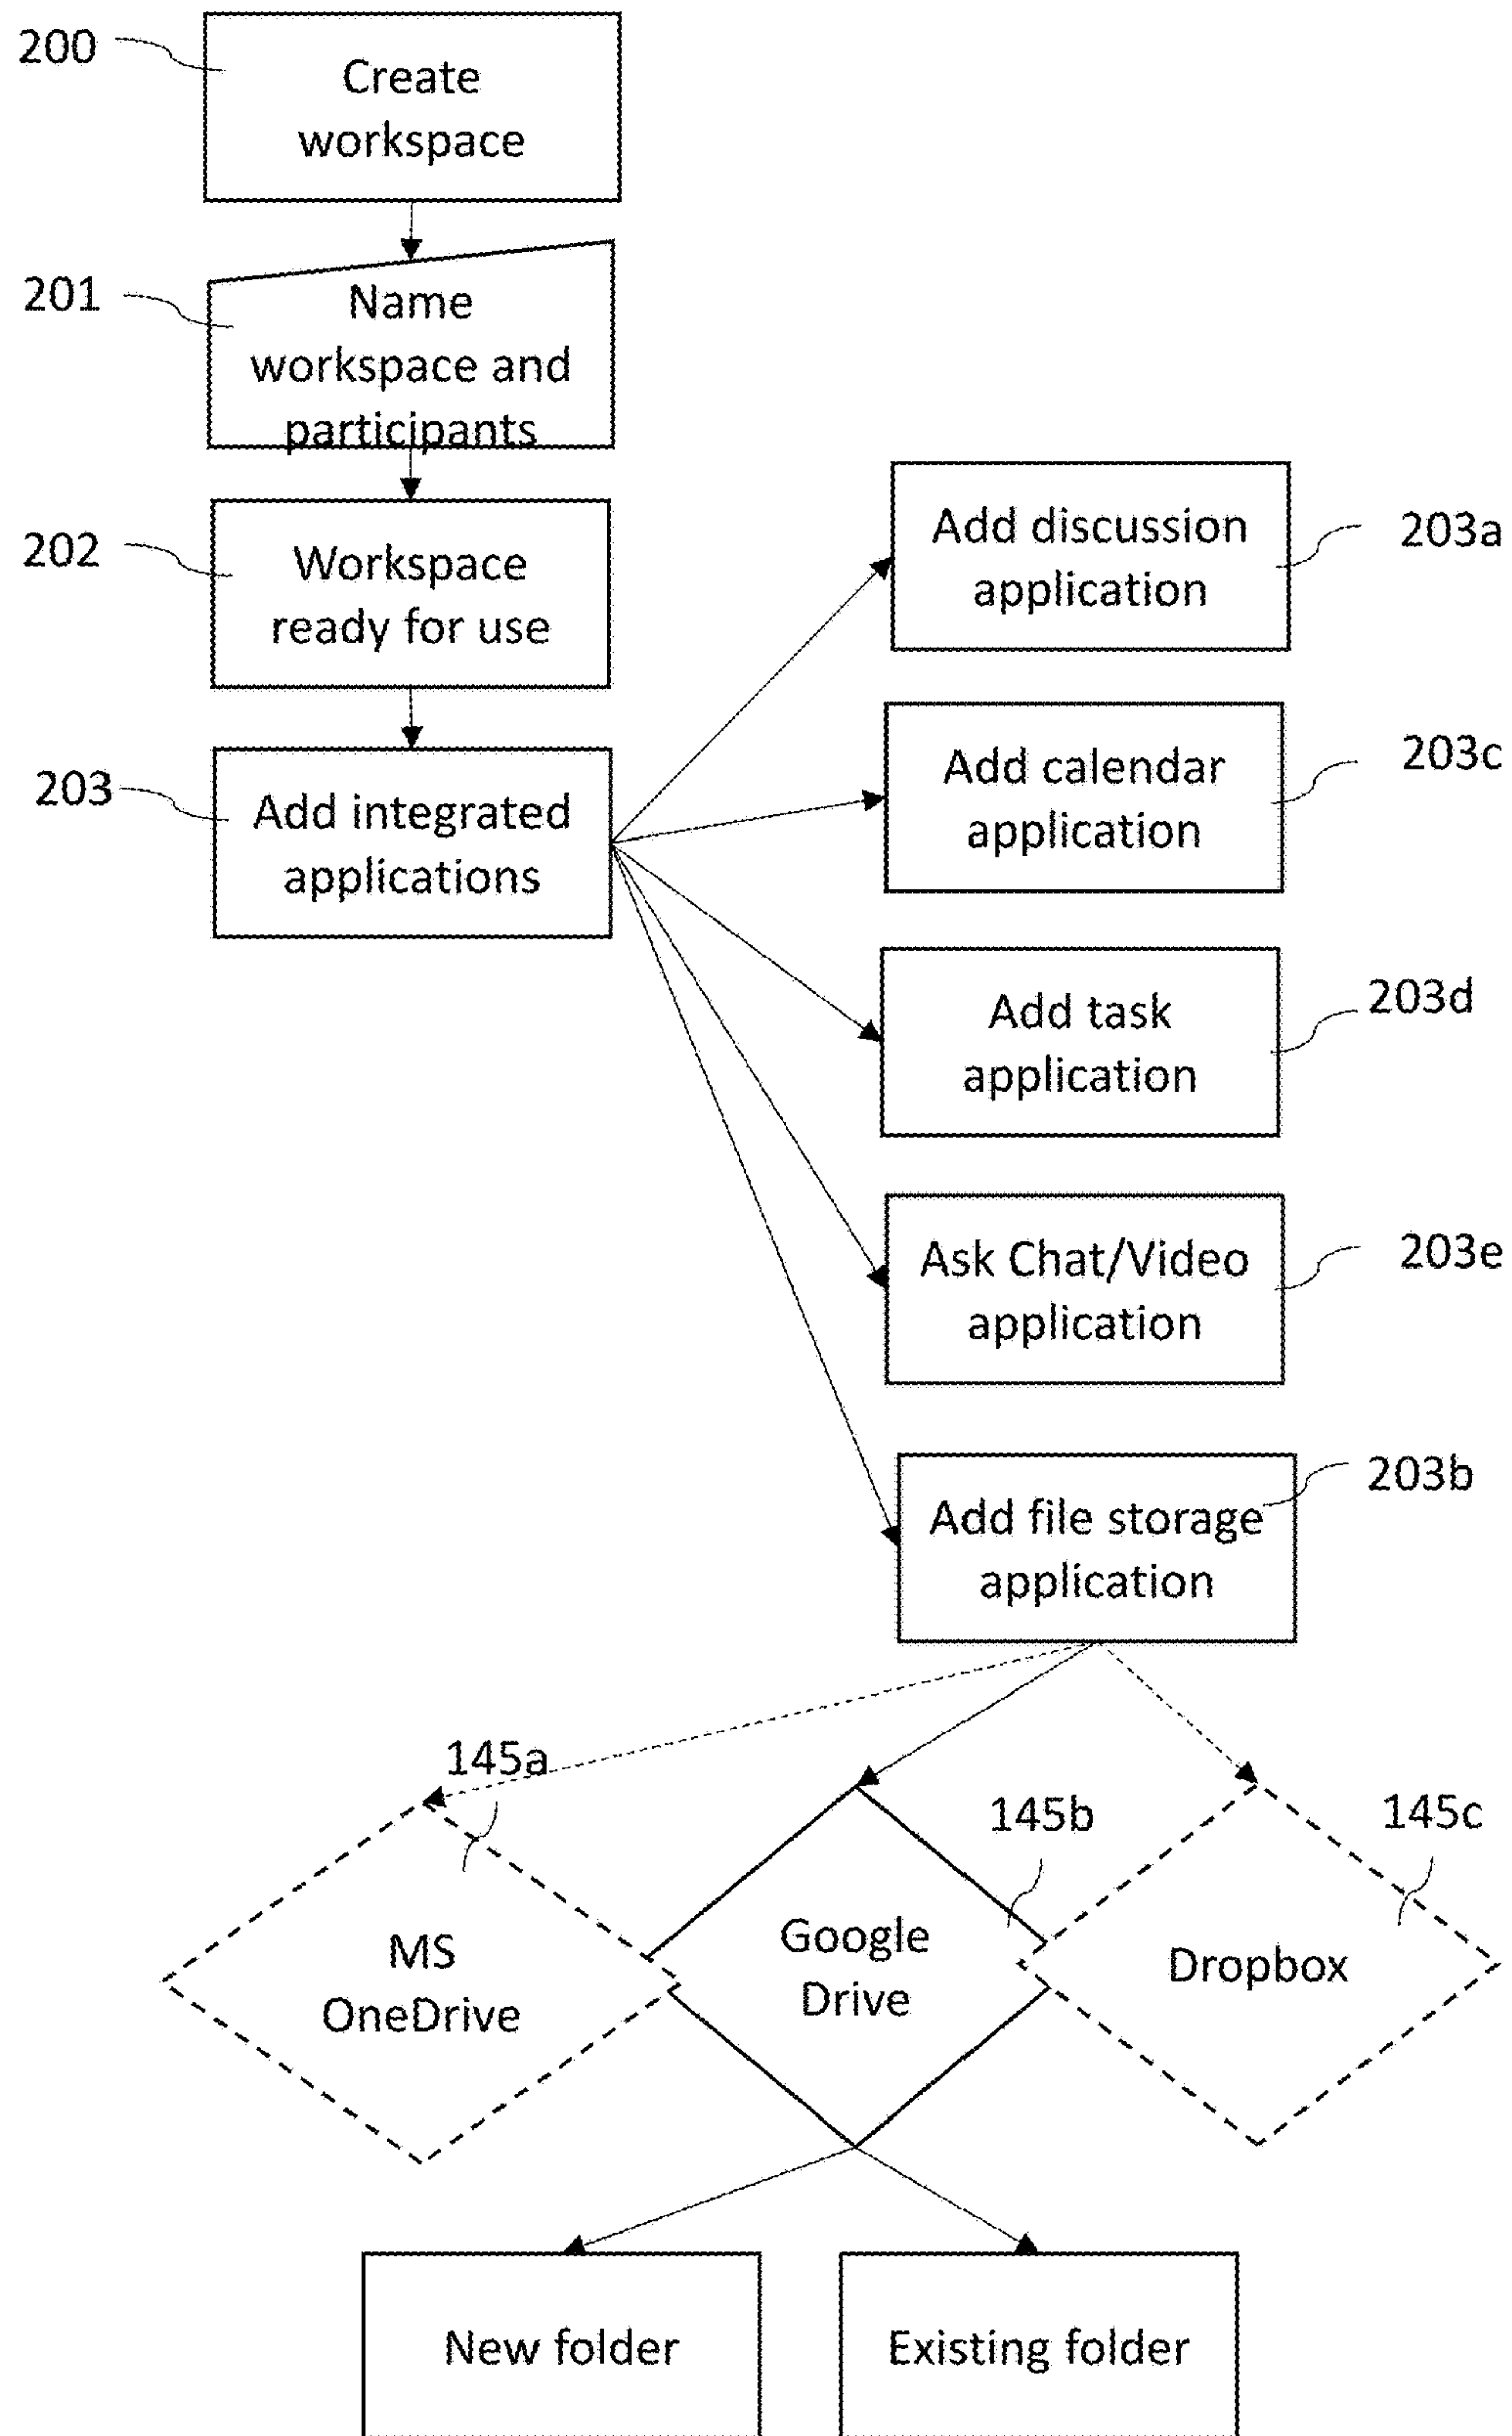 200
Create
workspace
201
Name
workspace and
participants
202
Workspace
ready for use
203
Add integrated
applications
Add discussion
application
203a
Add calendar
application
203c
Add task
application
203d
Ask Chat/Video
application
203e
Add file storage
application
203b
145a
MS
OneDrive
145b
Google
Drive
145c
Dropbox
New folder
Existing folder